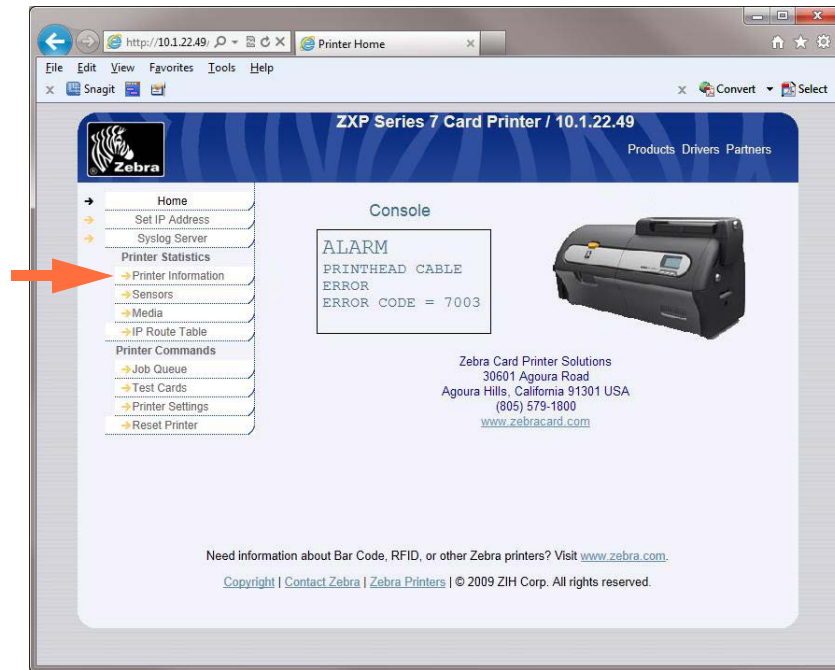 http://10.1.22.49/
Printer Home
File Edit View Favorites Tools Help
x Snagit
x Convert Select
Zebra
ZXP Series 7 Card Printer / 10.1.22.49
Products Drivers Partners
Home
Set IP Address
Syslog Server
Printer Statistics
Printer Information
Sensors
Media
IP Route Table
Printer Commands
Job Queue
Test Cards
Printer Settings
Reset Printer
Console
ALARM
PRINTHEAD CABLE
ERROR
ERROR CODE = 7003
Zebra Card Printer Solutions
30601 Agoura Road
Agoura Hills, California 91301 USA
(805) 579-1800
www.zebracard.com
Need information about Bar Code, RFID, or other Zebra printers? Visit www.zebra.com.
Copyright | Contact Zebra | Zebra Printers | © 2009 ZIH Corp. All rights reserved.